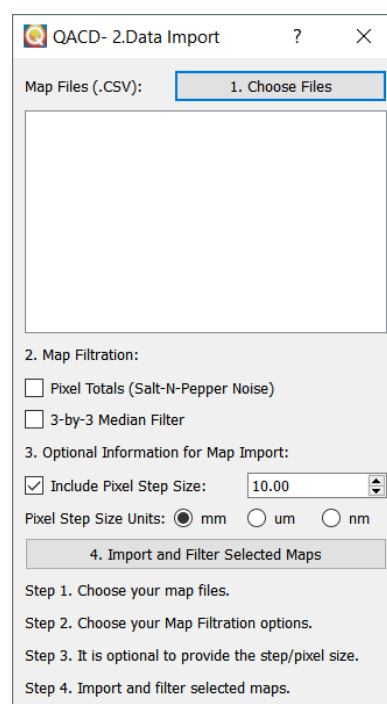 QACD- 2.Data Import ? ×
Map Files (.CSV): 1. Choose Files
2. Map Filtration:
Pixel Totals (Salt-N-Pepper Noise)
3-by-3 Median Filter
3. Optional Information for Map Import:
Include Pixel Step Size: 10.00
Pixel Step Size Units: mm um nm
4. Import and Filter Selected Maps
Step 1. Choose your map files.
Step 2. Choose your Map Filtration options.
Step 3. It is optional to provide the step/pixel size.
Step 4. Import and filter selected maps.